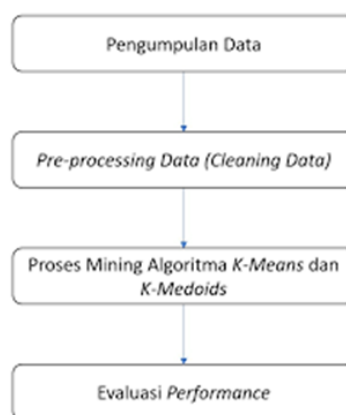 Pengumpulan Data
Pre-processing Data (Cleaning Data)
Proses Mining Algoritma K-Means dan
K-Medoids
Evaluasi Performance